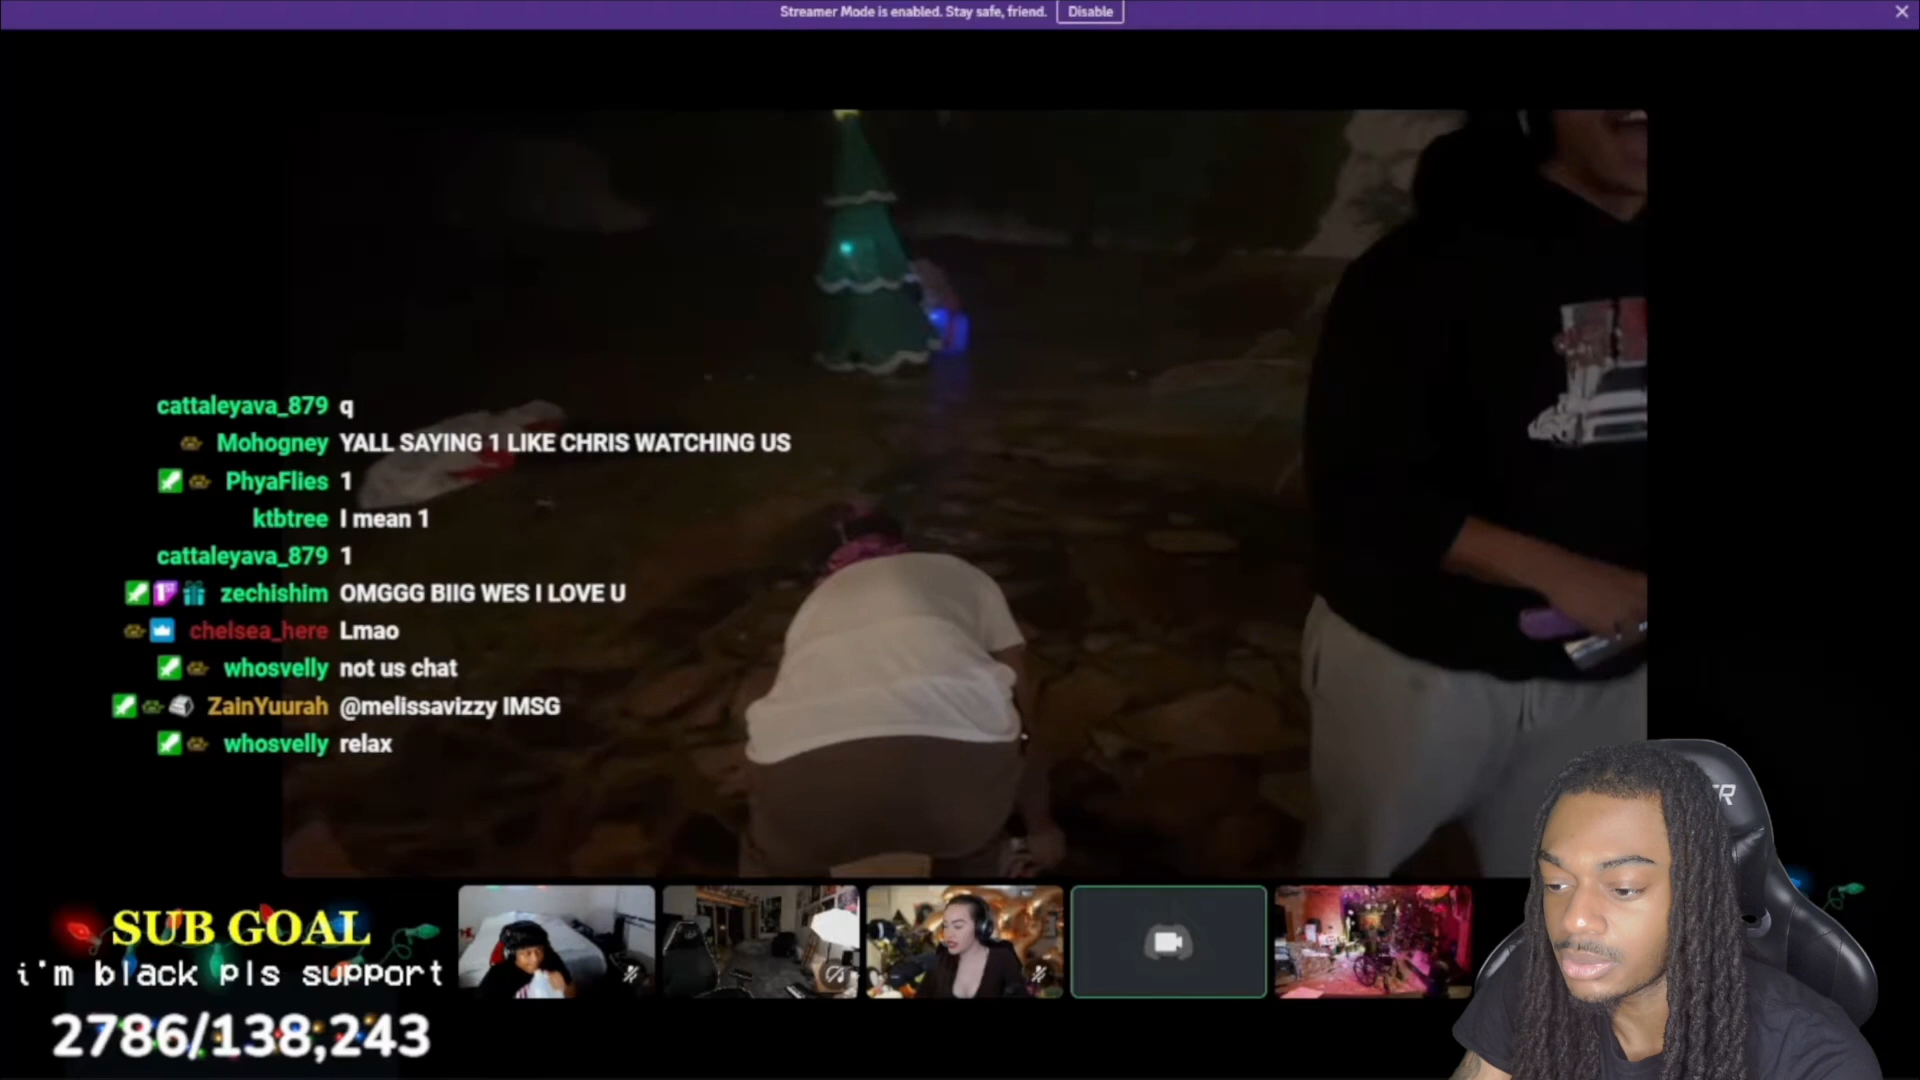 Streamer Mode is enabled. Stay safe, friend. Disable
cattaleyava_879 q
Mohogney YALL SAYING 1 LIKE CHRIS WATCHING US
PhyaFlies 1
ktbtree I mean 1
cattaleyava_879 1
zechishim OMGGG BIIG WES I LOVE U
chelsea_here Lmao
whosvelly not us chat
ZainYuurah @melissavizzy IMSG
whosvelly relax
SUB GOAL
i'm black pls support
2786/138,243